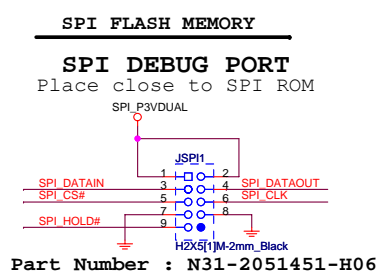 SPI FLASH MEMORY
SPI DEBUG PORT
Place close to SPI ROM
SPI_P3VDUAL
JSPI1
1 2
SPI_DATAIN 3 4 SPI_DATAOUT
SPI_CS# 5 6 SPI_CLK
7 8
SPI_HOLD# 9
H2X5[1]M-2mm_Black
Part Number : N31-2051451-H06